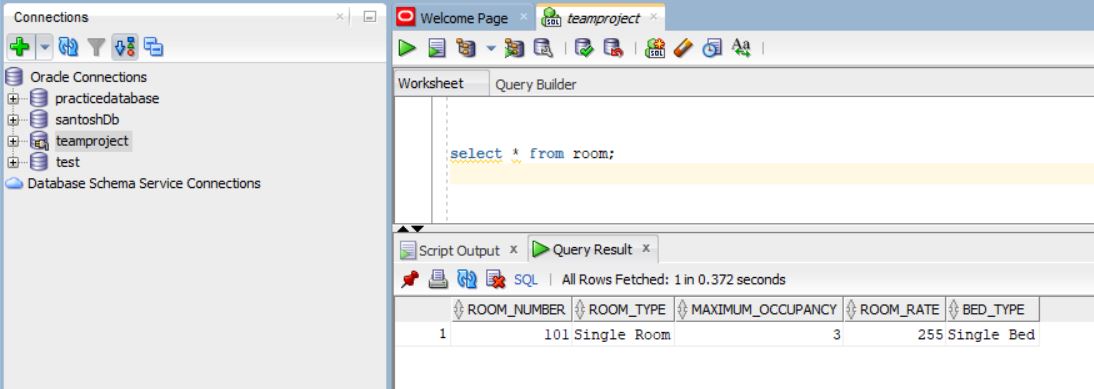 Connections
Welcome Page
teamproject
Oracle Connections
practicedatabase
santoshDb
teamproject
test
Database Schema Service Connections
SQL
Aa
Worksheet
Query Builder
select * from room;
Script Output
Query Result
SQL
All Rows Fetched: 1 in 0.372 seconds
ROOM_NUMBER ROOM_TYPE MAXIMUM_OCCUPANCY ROOM_RATE BED_TYPE
1 101 Single Room 3 255 Single Bed